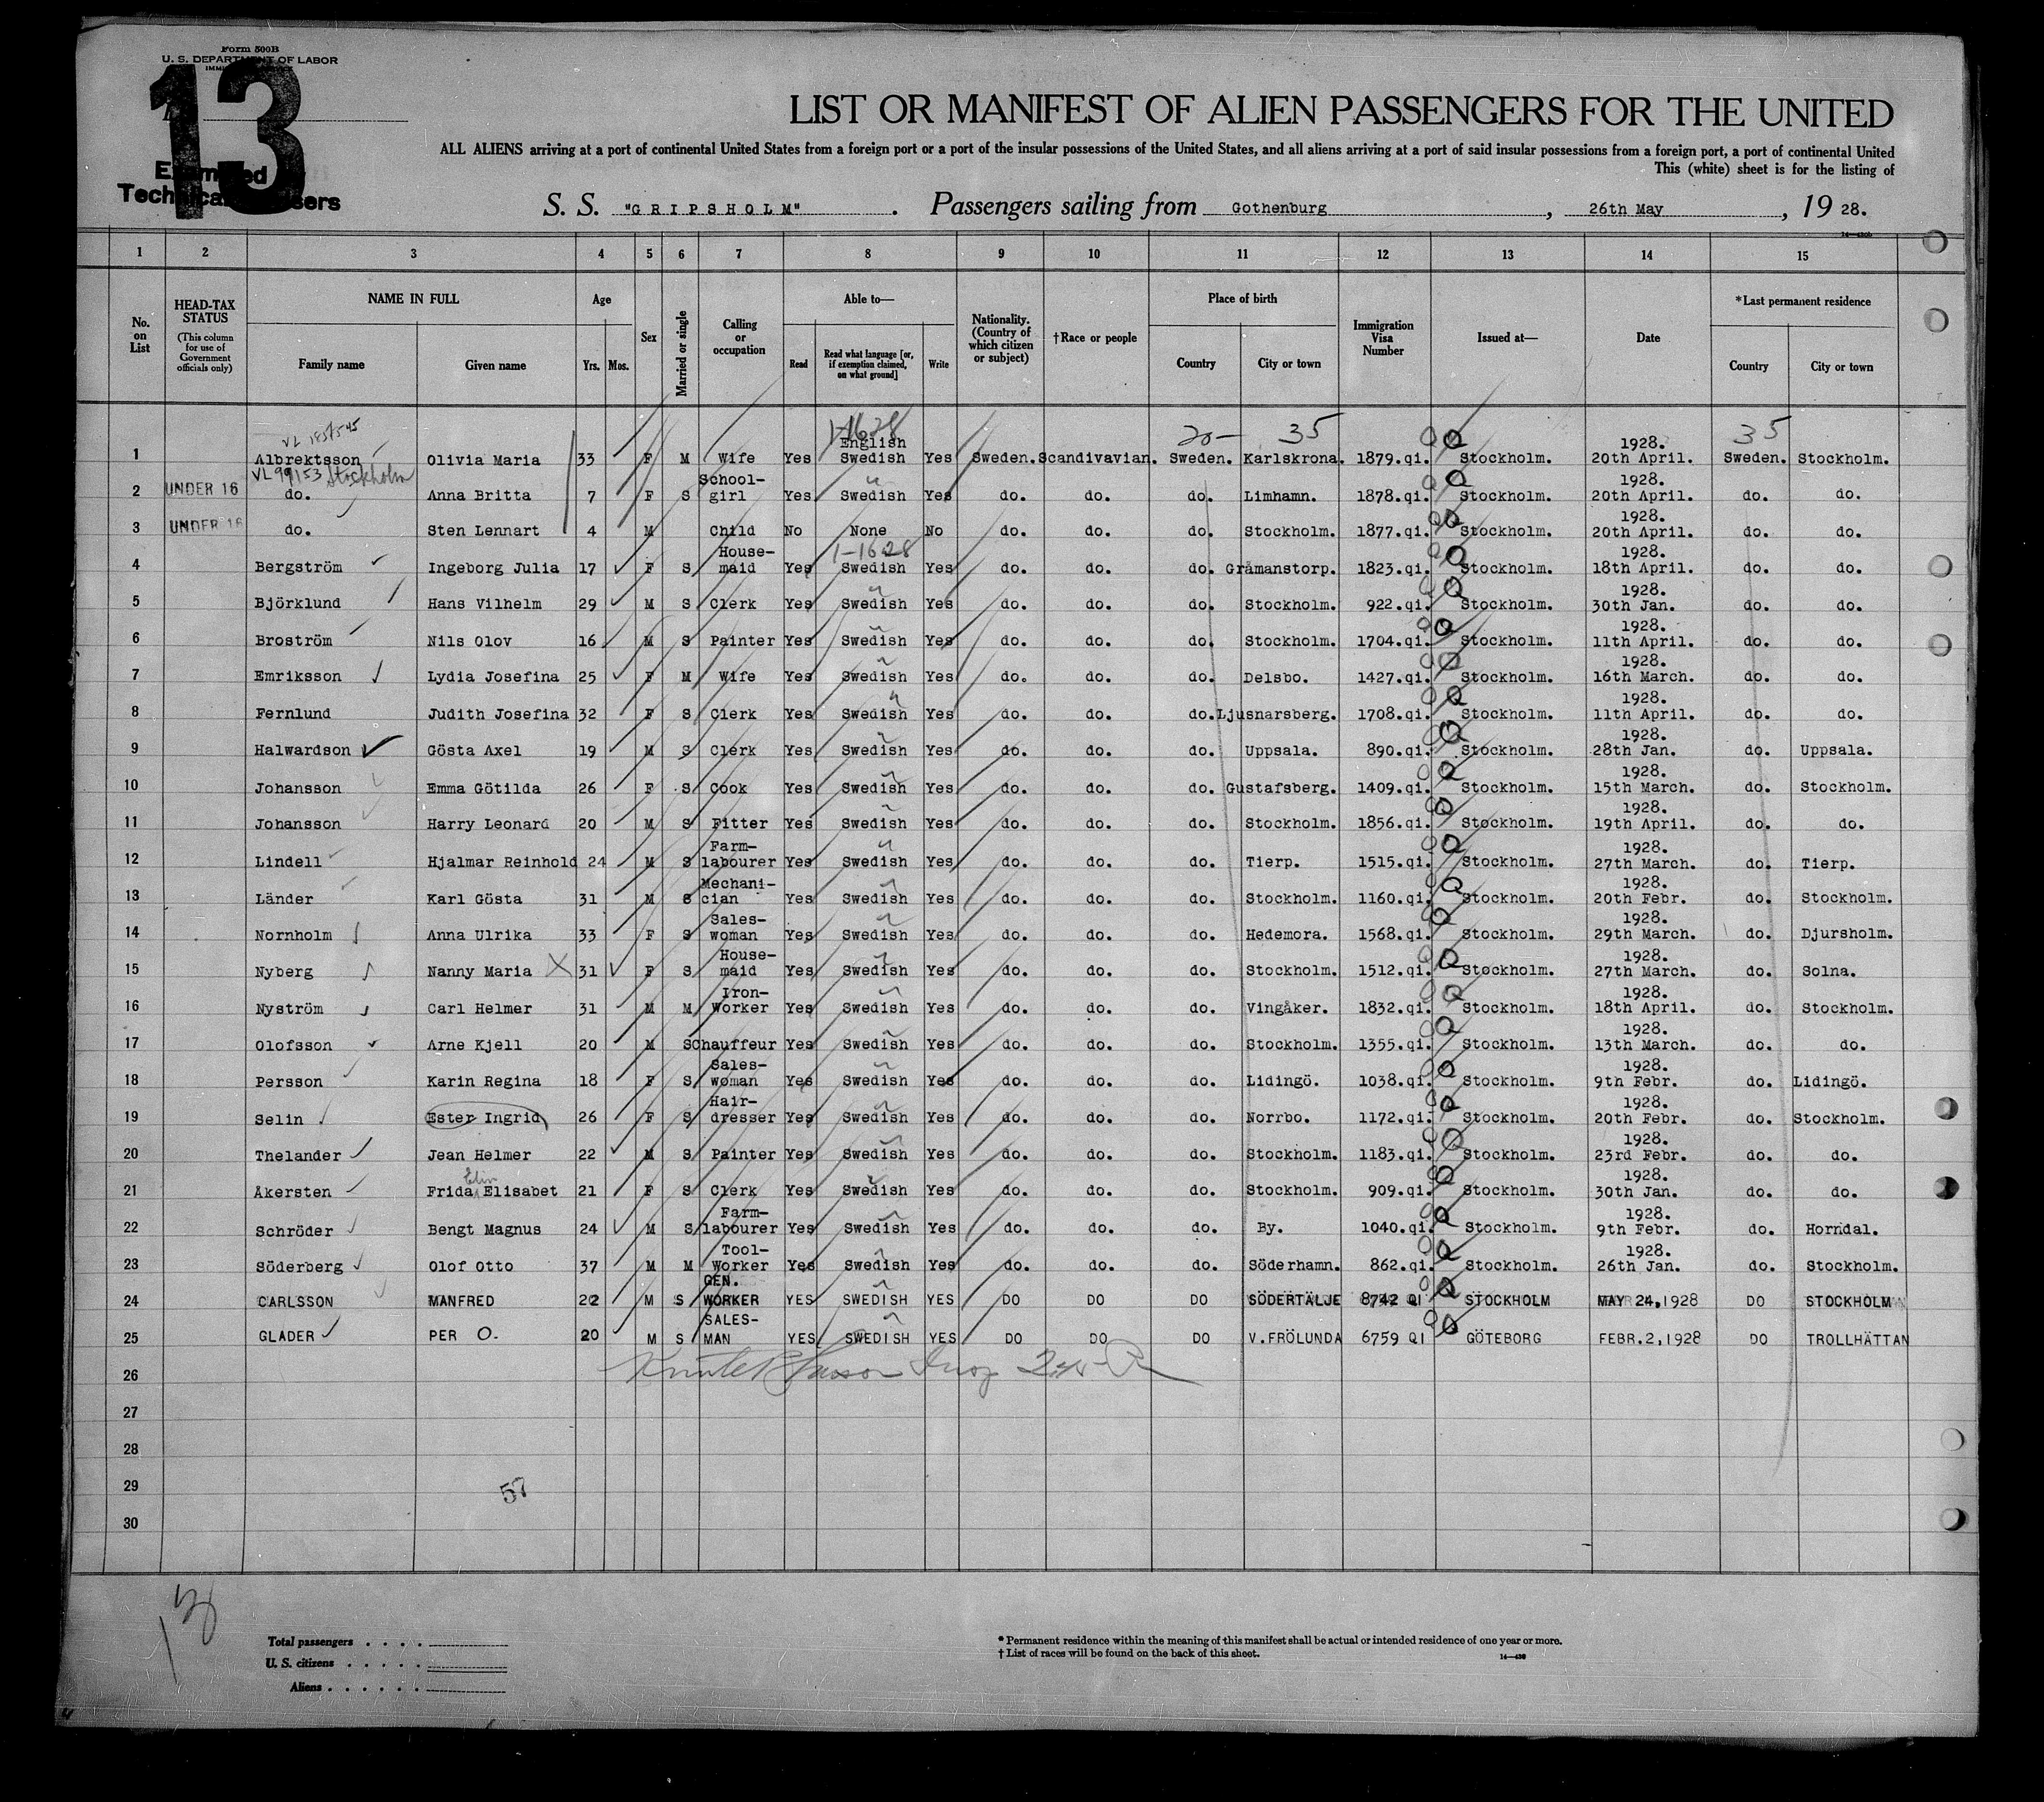 Form 500B
U. S. DEPARTMENT OF LABOR
13
LIST OR MANIFEST OF ALIEN PASSENGERS FOR THE UNITED
ALL ALIENS arriving at a port of continental United States from a foreign port or a port of the insular possessions of the United States, and all aliens arriving at a port of said insular possessions from a foreign port, a port of continental United
This (white) sheet is for the listing of
S. S. "GRIPSHOLM" . Passengers sailing from Gothenburg , 26th May , 19 28.
1 2 3 4 5 6 7 8 9 10 11 12 13 14 15
No. on List HEAD-TAX STATUS (This column for use of Government officials only) NAME IN FULL Family name Given name Age Yrs. Mos. Sex Married or single Calling or occupation Able to— Read Read what language [or, if exemption claimed, on what ground] Write Nationality. (Country of which citizen or subject) †Race or people Place of birth Country City or town Immigration Visa Number Issued at— Date *Last permanent residence Country City or town
1-1628 20- 35 35
1 Albrektsson Olivia Maria 33 F M Wife Yes English Swedish Yes Sweden. Scandivavian. Sweden. Karlskrona. 1879.qi. Stockholm. 1928. 20th April. Sweden. Stockholm.
VL 99153 Stockholm
2 UNDER 16 do. Anna Britta 7 F S School-girl Yes Swedish Yes do. do. do. Limhamn. 1878.qi. Stockholm. 1928. 20th April. do. do.
3 UNDER 16 do. Sten Lennart 4 M Child No None No do. do. do. Stockholm. 1877.qi. Stockholm. 1928. 20th April. do. do.
1-1628
4 Bergström Ingeborg Julia 17 F S House-maid Yes Swedish Yes do. do. do. Gråmanstorp. 1823.qi. Stockholm. 1928. 18th April. do. do.
5 Björklund Hans Vilhelm 29 M S Clerk Yes Swedish Yes do. do. do. Stockholm. 922.qi. Stockholm. 1928. 30th Jan. do. do.
6 Broström Nils Olov 16 M S Painter Yes Swedish Yes do. do. do. Stockholm. 1704.qi. Stockholm. 1928. 11th April. do. do.
7 Emriksson Lydia Josefina 25 F M Wife Yes Swedish Yes do. do. do. Delsbo. 1427.qi. Stockholm. 1928. 16th March. do. do.
8 Fernlund Judith Josefina 32 F S Clerk Yes Swedish Yes do. do. do. Ljusnarsberg. 1708.qi. Stockholm. 1928. 11th April. do. do.
9 Halwardson Gösta Axel 19 M S Clerk Yes Swedish Yes do. do. do. Uppsala. 890.qi. Stockholm. 1928. 28th Jan. do. Uppsala.
10 Johansson Emma Götilda 26 F S Cook Yes Swedish Yes do. do. do. Gustafsberg. 1409.qi. Stockholm. 1928. 15th March. do. Stockholm.
11 Johansson Harry Leonard 20 M S Fitter Yes Swedish Yes do. do. do. Stockholm. 1856.qi. Stockholm. 1928. 19th April. do. do.
12 Lindell Hjalmar Reinhold 24 M S Farm-labourer Yes Swedish Yes do. do. do. Tierp. 1515.qi. Stockholm. 1928. 27th March. do. Tierp.
13 Länder Karl Gösta 31 M S Mechani-cian Yes Swedish Yes do. do. do. Stockholm. 1160.qi. Stockholm. 1928. 20th Febr. do. Stockholm.
14 Nornholm Anna Ulrika 33 F S Sales-woman Yes Swedish Yes do. do. do. Hedemora. 1568.qi. Stockholm. 1928. 29th March. do. Djursholm.
15 Nyberg Nanny Maria 31 F S House-maid Yes Swedish Yes do. do. do. Stockholm. 1512.qi. Stockholm. 1928. 27th March. do. Solna.
16 Nyström Carl Helmer 31 M M Iron-Worker Yes Swedish Yes do. do. do. Vingåker. 1832.qi. Stockholm. 1928. 18th April. do. Stockholm.
17 Olofsson Arne Kjell 20 M S Chauffeur Yes Swedish Yes do. do. do. Stockholm. 1355.qi. Stockholm. 1928. 13th March. do. do.
18 Persson Karin Regina 18 F S Sales-woman Yes Swedish Yes do. do. do. Lidingö. 1038.qi. Stockholm. 1928. 9th Febr. do. Lidingö.
19 Selin Ester Ingrid 26 F S Hair-dresser Yes Swedish Yes do. do. do. Norrbo. 1172.qi. Stockholm. 1928. 20th Febr. do. Stockholm.
20 Thelander Jean Helmer 22 M S Painter Yes Swedish Yes do. do. do. Stockholm. 1183.qi. Stockholm. 1928. 23rd Febr. do. do.
21 Åkersten Frida Elin Elisabet 21 F S Clerk Yes Swedish Yes do. do. do. Stockholm. 909.qi. Stockholm. 1928. 30th Jan. do. do.
22 Schröder Bengt Magnus 24 M S Farm-labourer Yes Swedish Yes do. do. do. By. 1040.qi. Stockholm. 1928. 9th Febr. do. Horndal.
23 Söderberg Olof Otto 37 M M Tool-Worker Yes Swedish Yes do. do. do. Söderhamn. 862.qi. Stockholm. 1928. 26th Jan. do. Stockholm.
24 CARLSSON MANFRED 22 M S GEN. WORKER YES SWEDISH YES DO DO DO SÖDERTÄLJE 8742 QI STOCKHOLM MAY 24,1928 DO STOCKHOLM
25 GLADER PER O. 20 M S SALES-MAN YES SWEDISH YES DO DO DO V.FRÖLUNDA 6759 QI GÖTEBORG FEBR.2,1928 DO TROLLHÄTTAN
26
27
28
29
57
30
Total passengers . . . .
U. S. citizens . . . . .
Aliens . . . . . .
* Permanent residence within the meaning of this manifest shall be actual or intended residence of one year or more.
† List of races will be found on the back of this sheet.
14—430